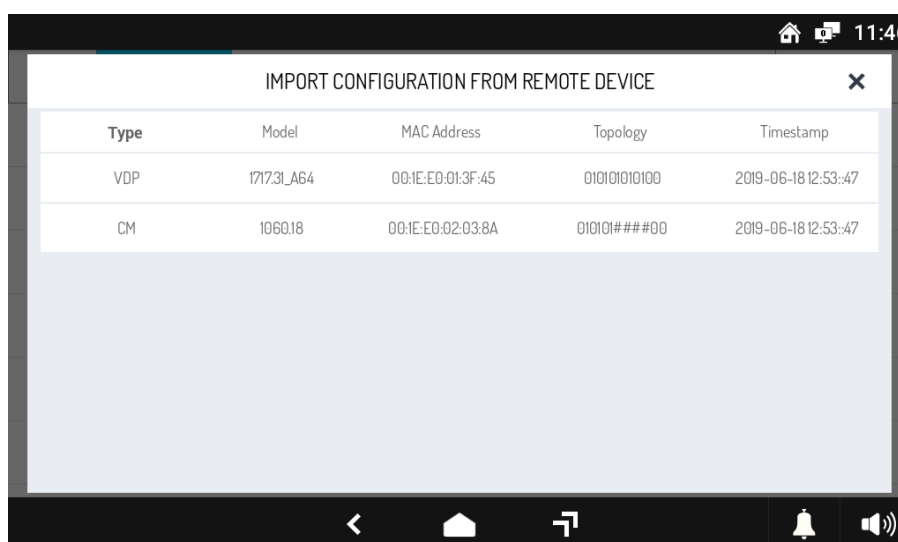 11:4
IMPORT CONFIGURATION FROM REMOTE DEVICE
Type Model MAC Address Topology Timestamp
VDP 1717.31_A64 00:1E:E0:01:3F:45 010101010100 2019-06-18 12:53::47
CM 1060.18 00:1E:E0:02:03:8A 010101####00 2019-06-18 12:53::47